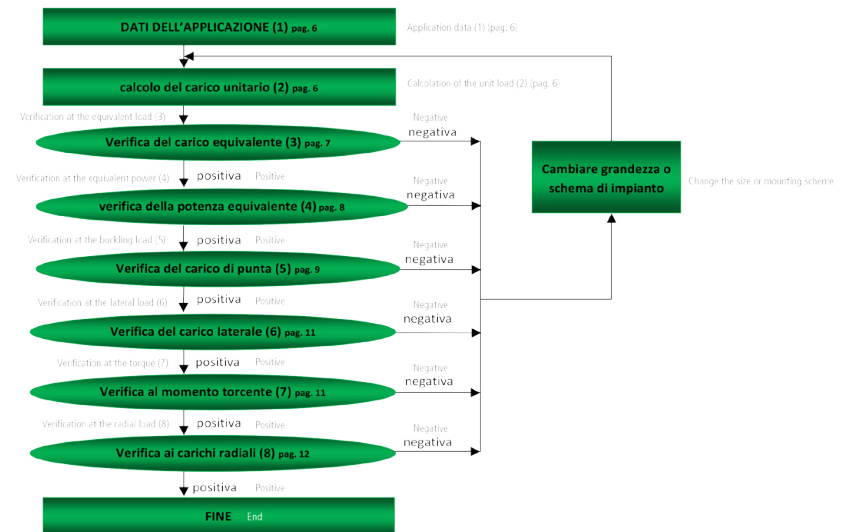 DATI DELL'APPLICAZIONE (1) pag. 6
Application data (1) (pag. 6)
calcolo del carico unitario (2) pag. 6
Calcolation of the unit load (2) (pag. 6)
Verification at the equivalent load (3)
Negative
negativa
Verifica del carico equivalente (3) pag. 7
Cambiare grandezza o
schema di impianto
Change the size or mounting scheme
Verification at the equivalent power (4)
positiva Positive
Negative
negativa
verifica della potenza equivalente (4) pag. 8
Verification at the buckling load (5)
positiva Positive
Negative
negativa
Verifica del carico di punta (5) pag. 9
Verification at the lateral load (6)
positiva Positive
Negative
negativa
Verifica del carico laterale (6) pag. 11
Verification at the torque (7)
positiva Positive
Negative
negativa
Verifica al momento torcente (7) pag. 11
Verification at the radial load (8)
positiva Positive
Negative
negativa
Verifica ai carichi radiali (8) pag. 12
positiva Positive
FINE End